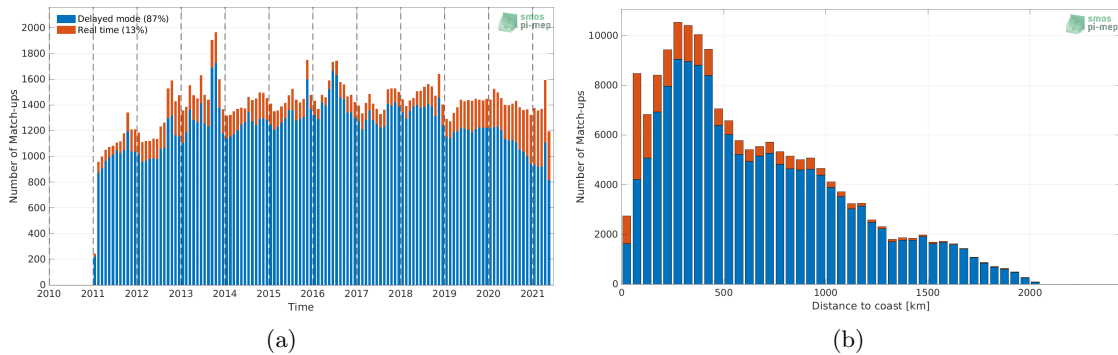 Delayed mode (87%)
Real time (13%)
smos
pi-mep
Number of Match-ups
2000
1800
1600
1400
1200
1000
800
600
400
200
0
2010 2011 2012 2013 2014 2015 2016 2017 2018 2019 2020 2021
Time
(a)
smos
pi-mep
Number of Match-ups
10000
8000
6000
4000
2000
0
0 500 1000 1500 2000
Distance to coast [km]
(b)